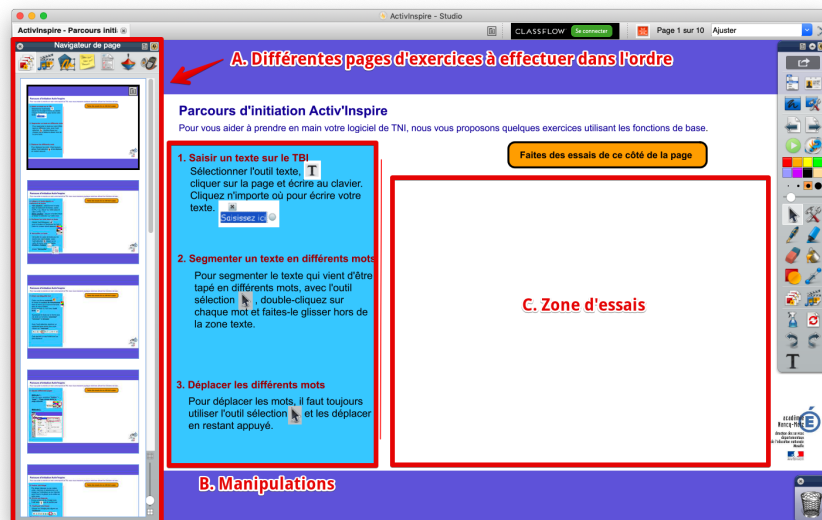 ActivInspire - Studio
ActivInspire - Parcours initi
CLASSFLOW
Se connecter
Page 1 sur 10
Ajuster
Navigateur de page
A. Différentes pages d'exercices à effectuer dans l'ordre
Parcours d'initiation Activ'Inspire
Pour vous aider à prendre en main votre logiciel de TNI, nous vous proposons quelques exercices utilisant les fonctions de base.
1. Saisir un texte sur le TBI
Sélectionner l'outil texte, T
cliquer sur la page et écrire au clavier.
Cliquez n'importe où pour écrire votre
texte.
Saisissez ici
2. Segmenter un texte en différents mots
Pour segmenter le texte qui vient d'être
tapé en différents mots, avec l'outil
sélection , double-cliquez sur
chaque mot et faites-le glisser hors de
la zone texte.
3. Déplacer les différents mots
Pour déplacer les mots, il faut toujours
utiliser l'outil sélection et les déplacer
en restant appuyé.
B. Manipulations
Faites des essais de ce côté de la page
C. Zone d'essais
T
académie
Nancy-Metz